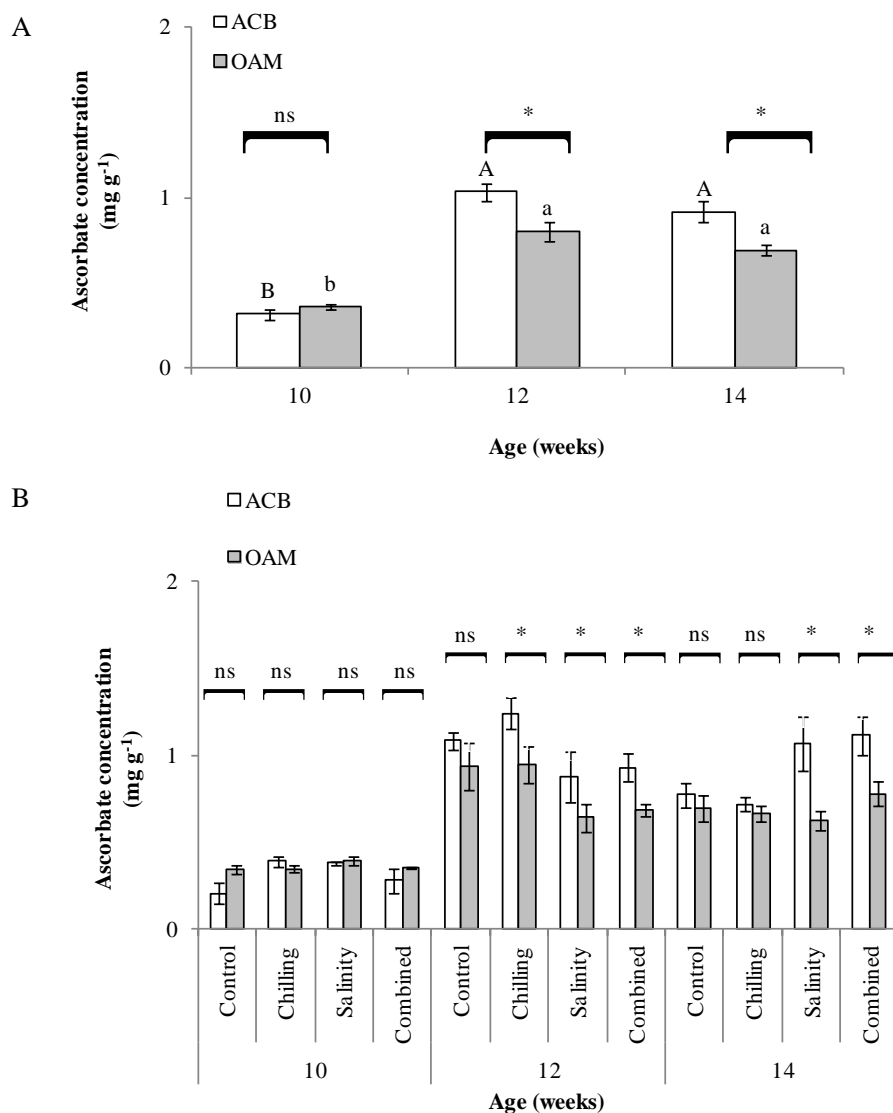 A
ACB
OAM
2
1
0
Ascorbate concentration
(mg g-1)
ns
*
*
B
b
A
a
A
a
10
12
14
Age (weeks)
B
ACB
OAM
2
1
0
Ascorbate concentration
(mg g-1)
ns
ns
ns
ns
ns
*
*
*
ns
ns
*
*
Control
Chilling
Salinity
Combined
Control
Chilling
Salinity
Combined
Control
Chilling
Salinity
Combined
10
12
14
Age (weeks)